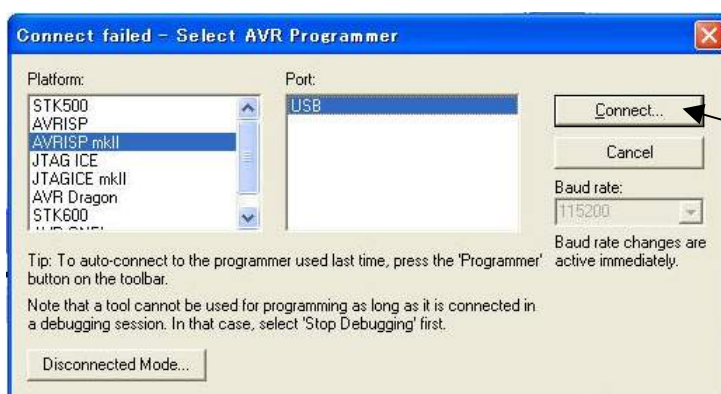 Connect failed - Select AVR Programmer
Platform:
Port:
STK500
AVRISP
AVRISP mkII
JTAG ICE
JTAGICE mkII
AVR Dragon
STK600
USB
Connect...
Cancel
Baud rate:
115200
Baud rate changes are
active immediately.
Tip: To auto-connect to the programmer used last time, press the 'Programmer'
button on the toolbar.
Note that a tool cannot be used for programming as long as it is connected in
a debugging session. In that case, select 'Stop Debugging' first.
Disconnected Mode...